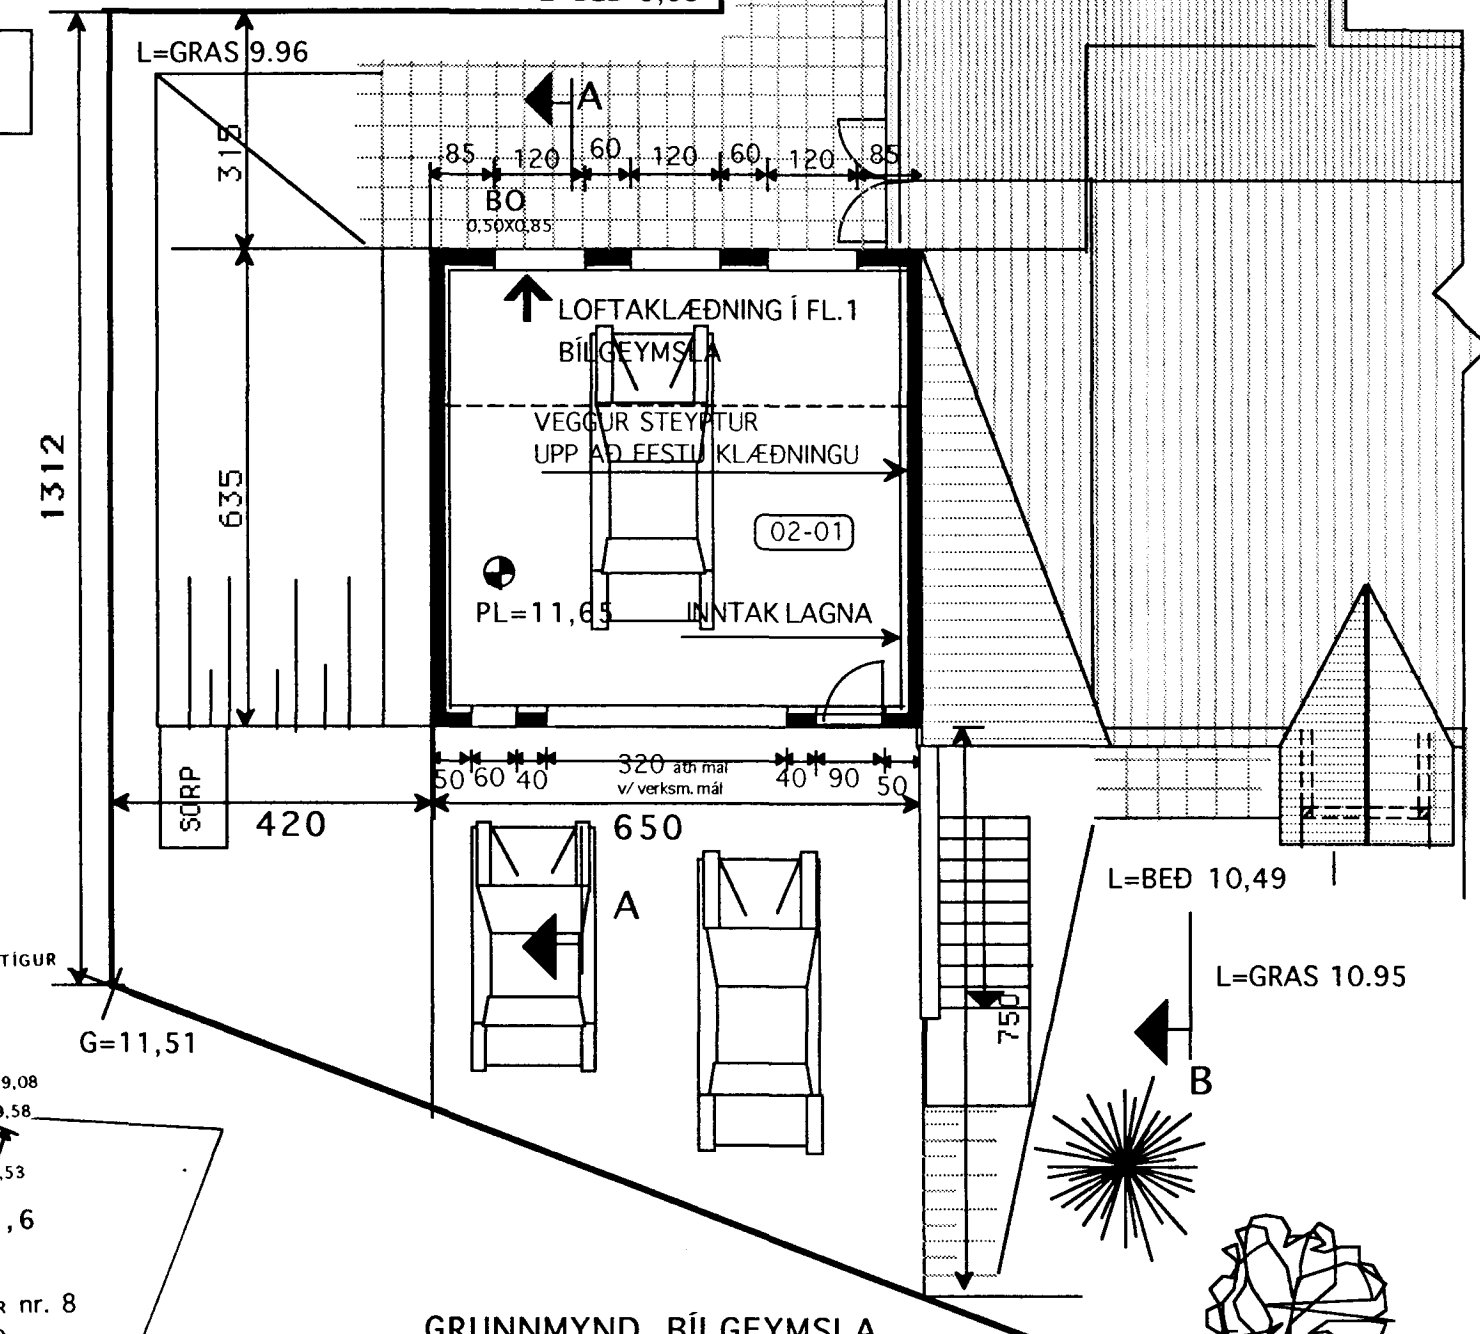 L=GRAS 9.96
A
315
85 120 60 120 60 120 85
BO
0,50X0,85
LOFTAKLÆÐNING Í FL.1
BÍLGEYMSLA
VEGGUR STEYPTUR
UPP AÐ EFSTU KLÆÐNINGU
1312
635
02-01
PL=11,65
INNTAK LAGNA
SORP
50 60 40 320 ath mál 40 90 50
v/ verksm. mál
420
650
A
L=BEÐ 10,49
L=GRAS 10.95
TÍGUR
750
G=11,51
B
9,08
,58
,53
,6
R nr. 8
GRUNNMYND BÍLGEYMSLA